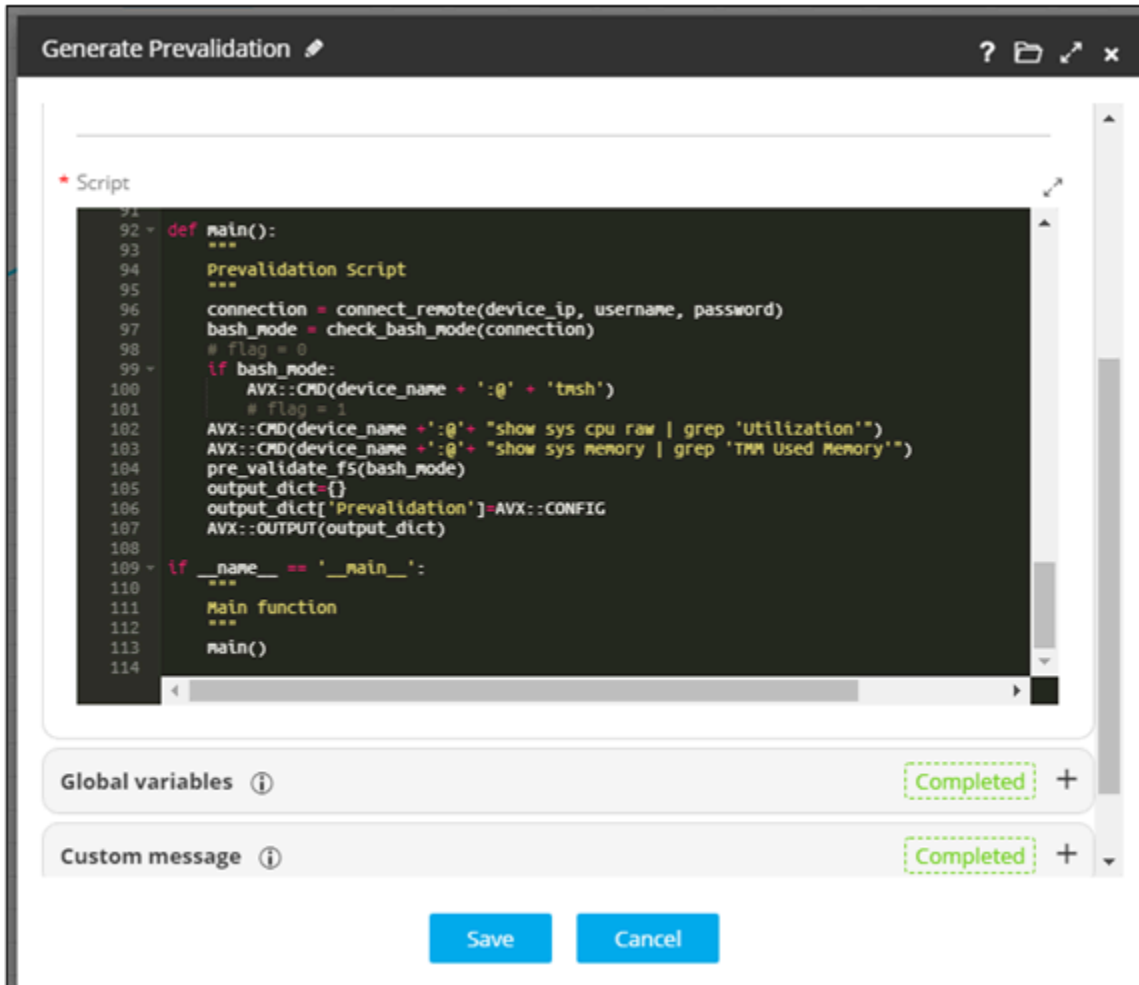 Generate Prevalidation
?
* Script
91
92 def main():
93 """
94 Prevalidation Script
95 """
96 connection = connect_remote(device_ip, username, password)
97 bash_mode = check_bash_mode(connection)
98 # flag = 0
99 if bash_mode:
100 AVX::CMD(device_name + ':@' + 'tmsh')
101 # flag = 1
102 AVX::CMD(device_name +':@'+ "show sys cpu raw | grep 'Utilization'")
103 AVX::CMD(device_name +':@'+ "show sys memory | grep 'TMM Used Memory'")
104 pre_validate_f5(bash_mode)
105 output_dict={}
106 output_dict['Prevalidation']=AVX::CONFIG
107 AVX::OUTPUT(output_dict)
108
109 if __name__ == '__main__':
110 """
111 Main function
112 """
113 main()
114
Global variables Completed
Custom message Completed
Save Cancel